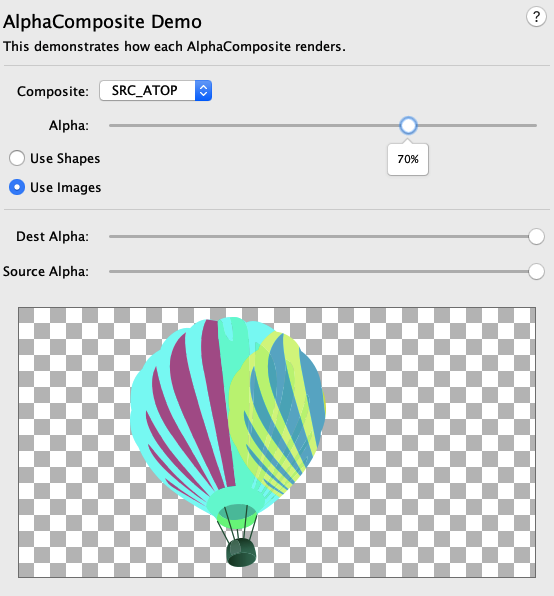 AlphaComposite Demo
?
This demonstrates how each AlphaComposite renders.
Composite: SRC_ATOP
Alpha:
70%
Use Shapes
Use Images
Dest Alpha:
Source Alpha: